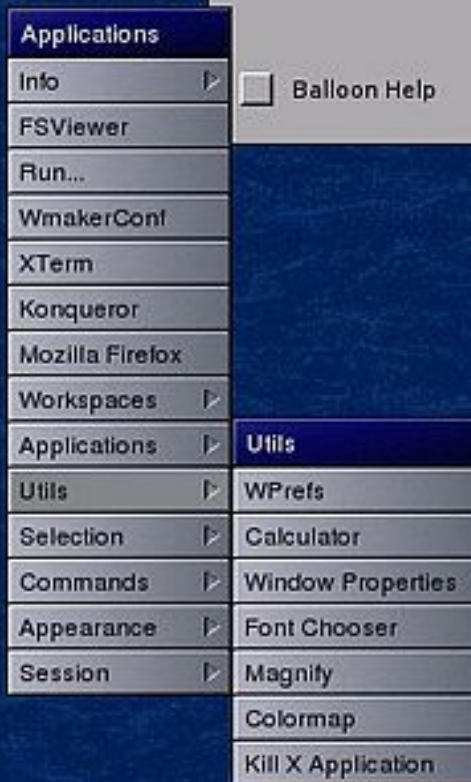 Applications
Info
FSViewer
Run...
WmakerConf
XTerm
Konqueror
Mozilla Firefox
Workspaces
Applications
Utils
Selection
Commands
Appearance
Session
Balloon Help
Utils
WPrefs
Calculator
Window Properties
Font Chooser
Magnify
Colormap
Kill X Application